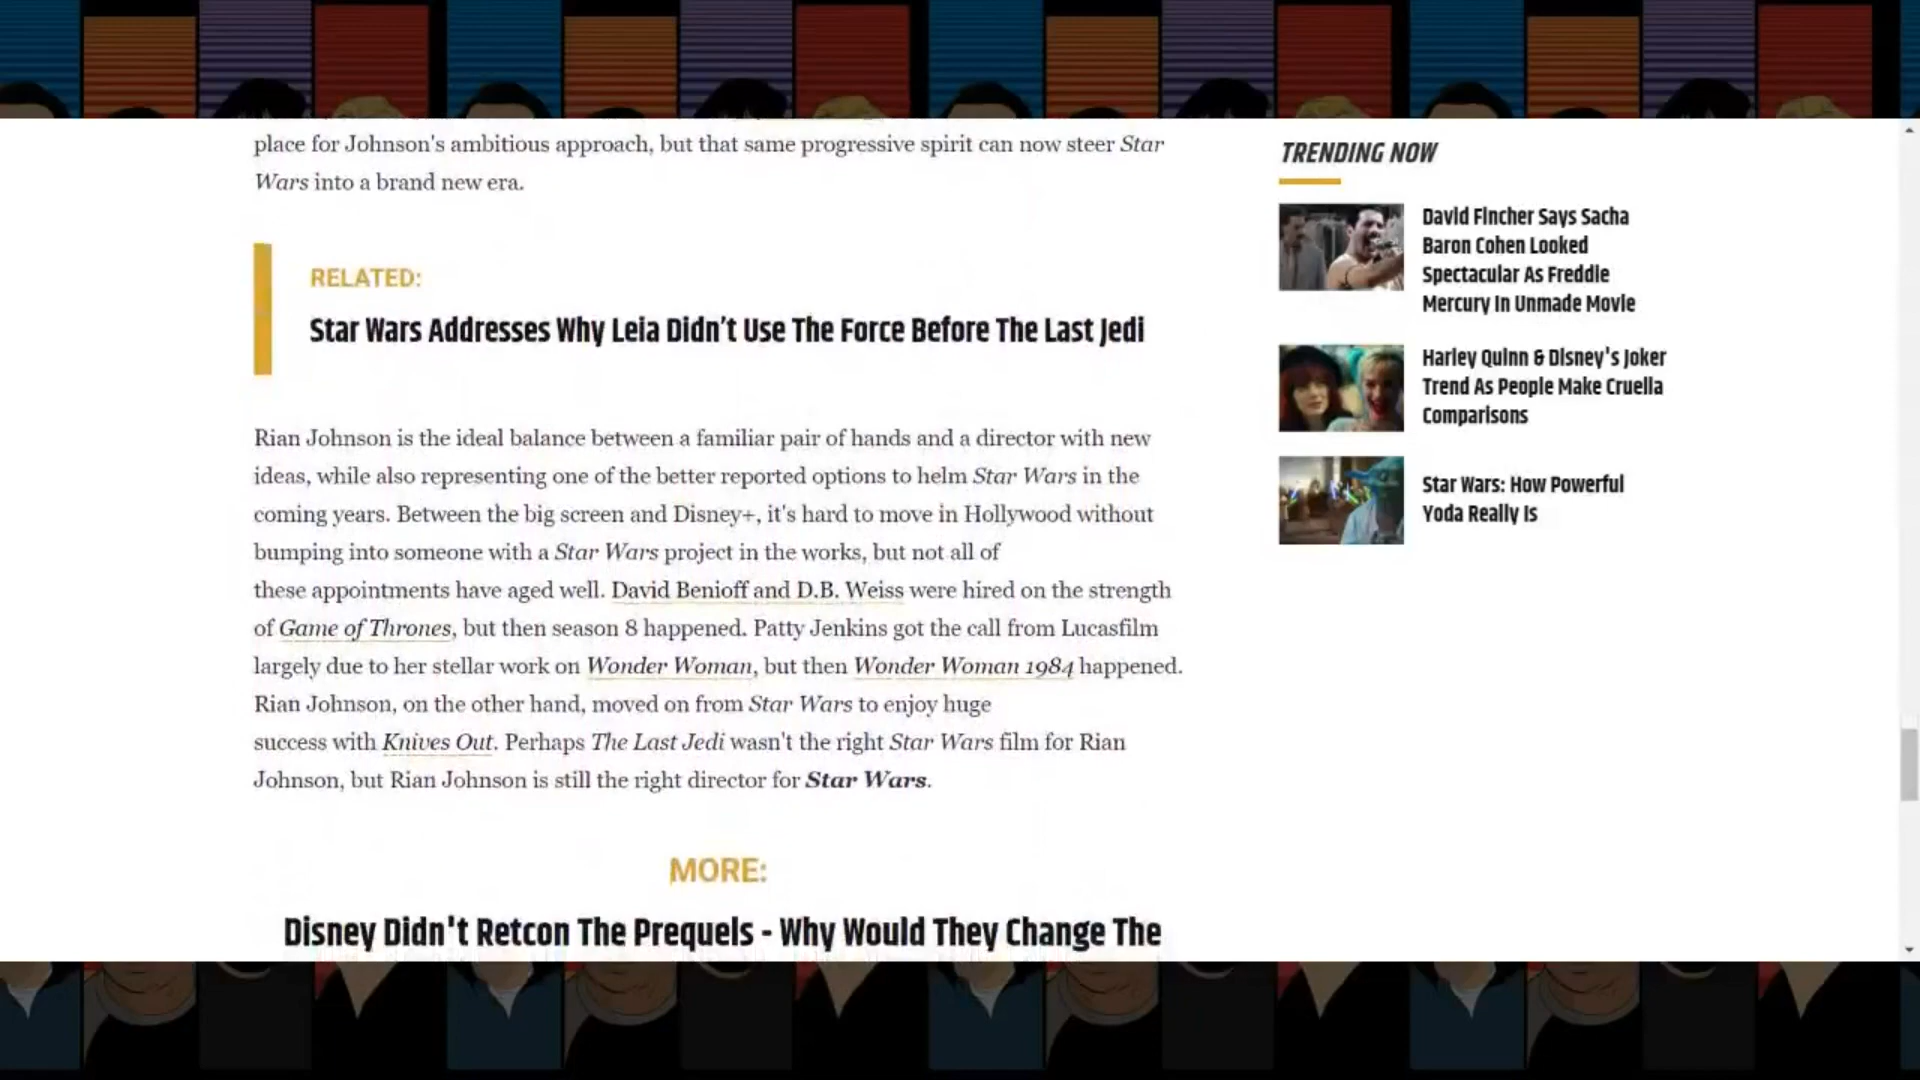 place for Johnson's ambitious approach, but that same progressive spirit can now steer Star
Wars into a brand new era.
RELATED:
Star Wars Addresses Why Leia Didn't Use The Force Before The Last Jedi
Rian Johnson is the ideal balance between a familiar pair of hands and a director with new
ideas, while also representing one of the better reported options to helm Star Wars in the
coming years. Between the big screen and Disney+, it's hard to move in Hollywood without
bumping into someone with a Star Wars project in the works, but not all of
these appointments have aged well. David Benioff and D.B. Weiss were hired on the strength
of Game of Thrones, but then season 8 happened. Patty Jenkins got the call from Lucasfilm
largely due to her stellar work on Wonder Woman, but then Wonder Woman 1984 happened.
Rian Johnson, on the other hand, moved on from Star Wars to enjoy huge
success with Knives Out. Perhaps The Last Jedi wasn't the right Star Wars film for Rian
Johnson, but Rian Johnson is still the right director for Star Wars.
MORE:
Disney Didn't Retcon The Prequels - Why Would They Change The
TRENDING NOW
David Fincher Says Sacha
Baron Cohen Looked
Spectacular As Freddie
Mercury In Unmade Movie
Harley Quinn & Disney's Joker
Trend As People Make Cruella
Comparisons
Star Wars: How Powerful
Yoda Really Is